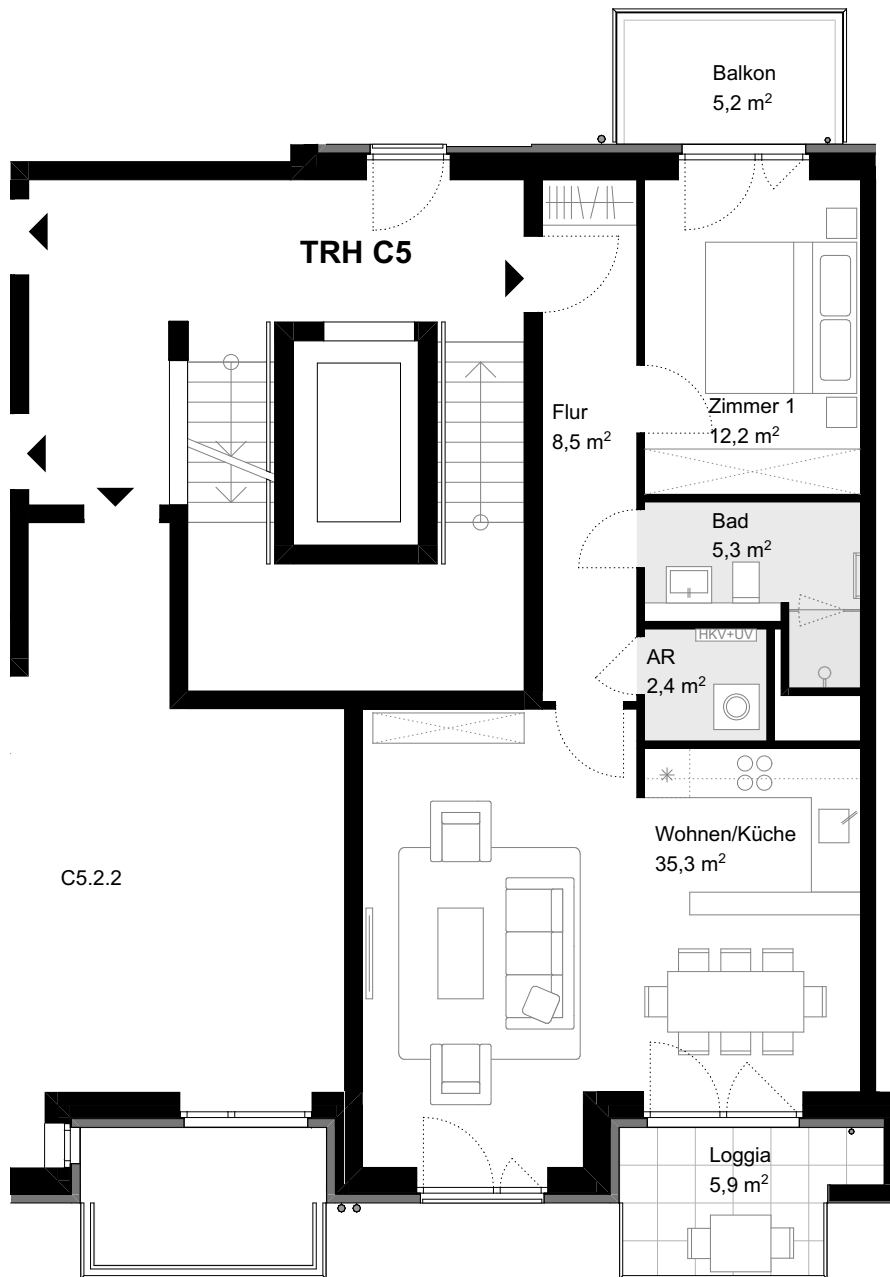 Balkon
5,2 m²
TRH C5
Flur
8,5 m²
Zimmer 1
12,2 m²
Bad
5,3 m²
HKV+UV
AR
2,4 m²
Wohnen/Küche
35,3 m²
C5.2.2
Loggia
5,9 m²